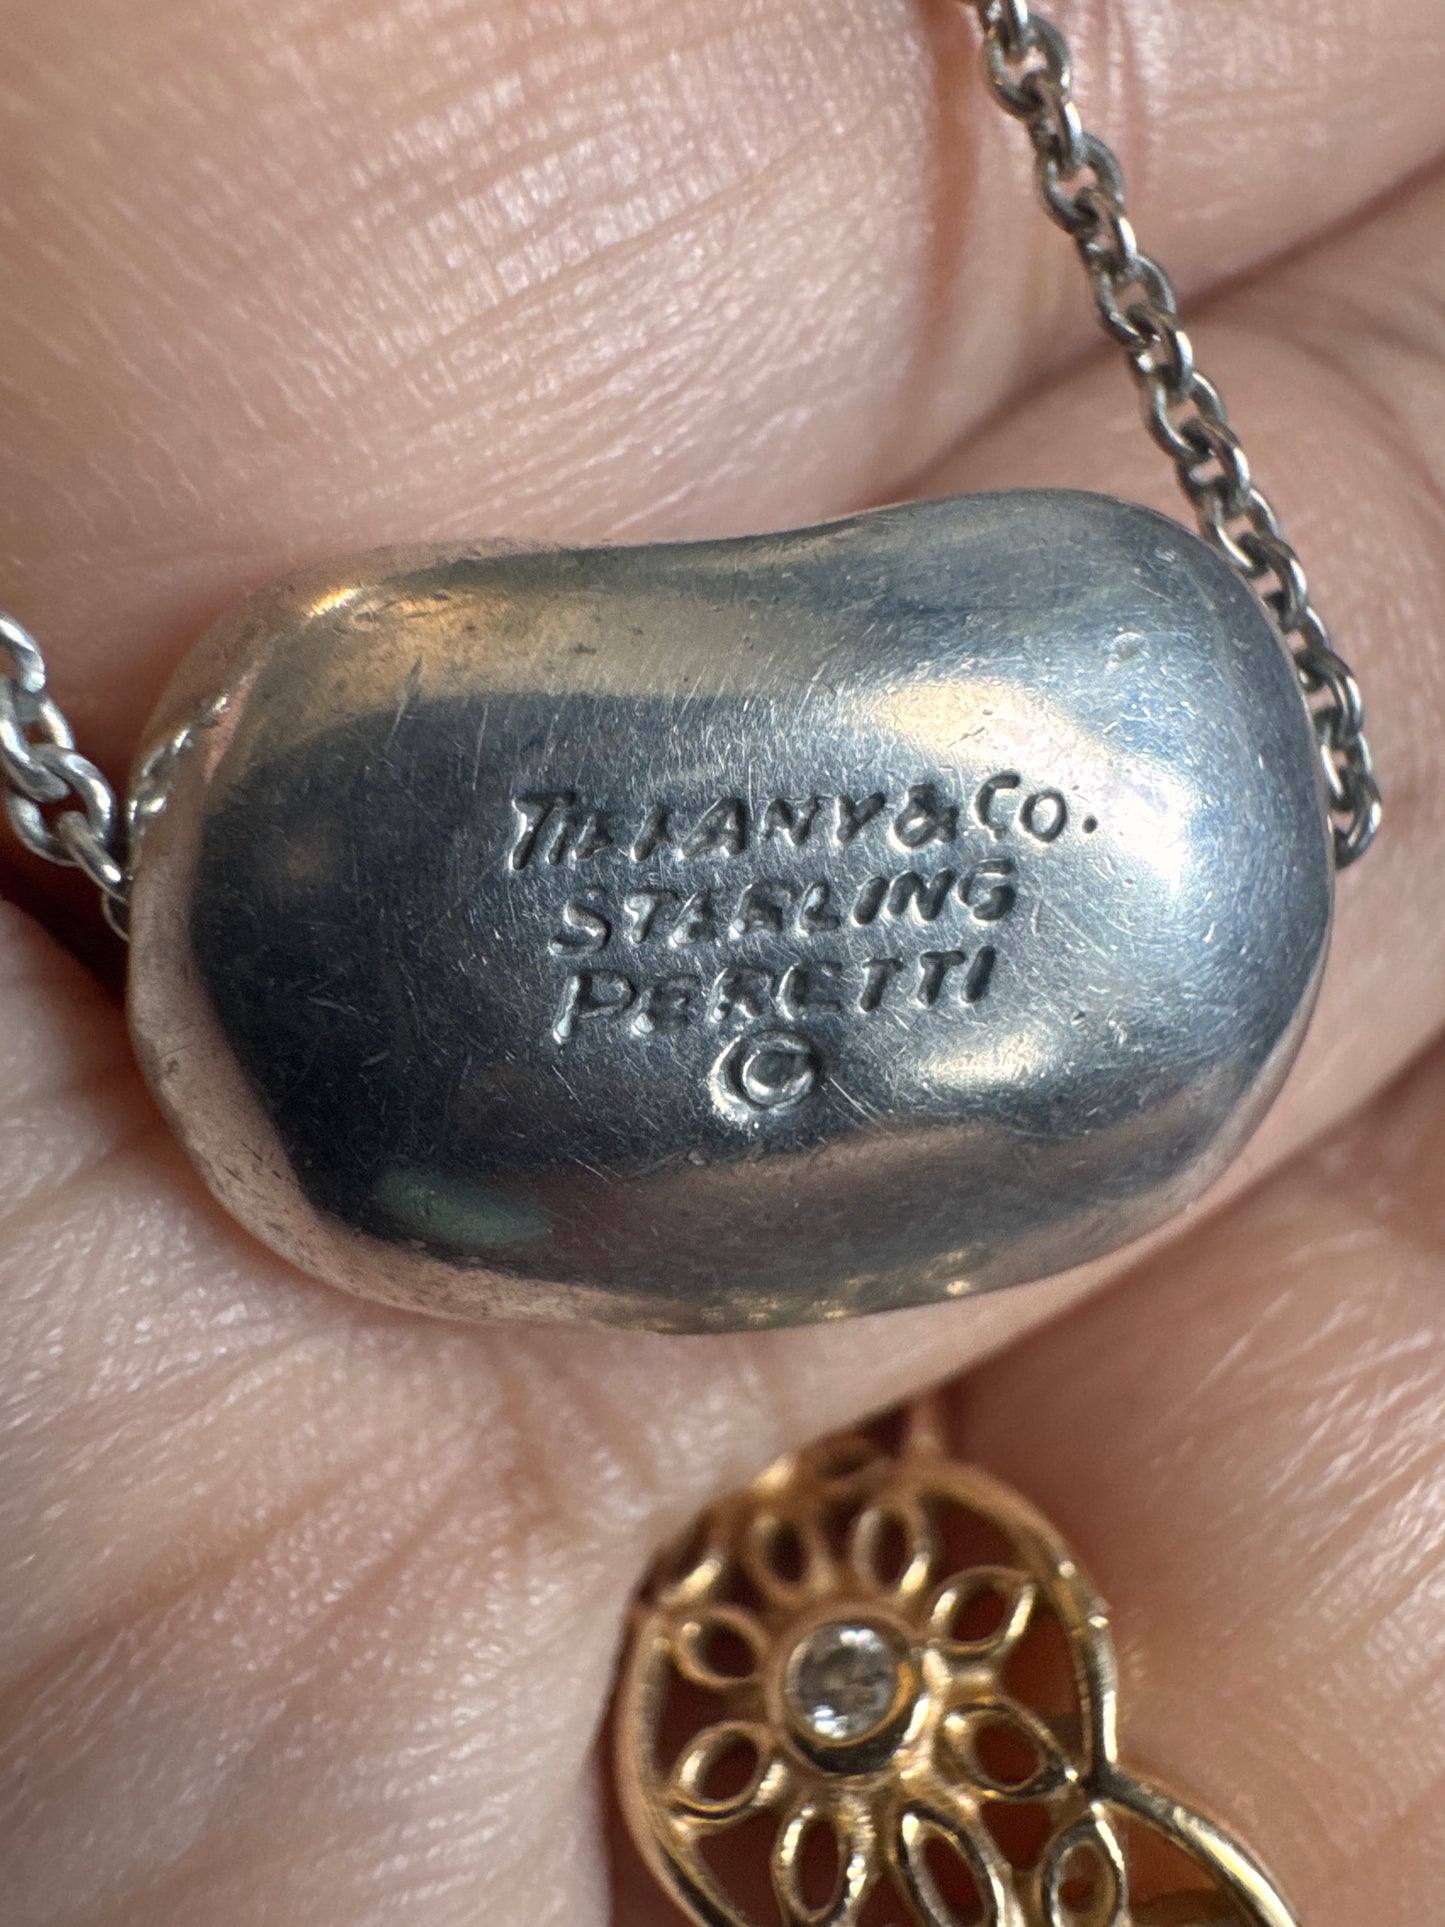 TIFFANY & CO.
STERLING
PERETTI
©